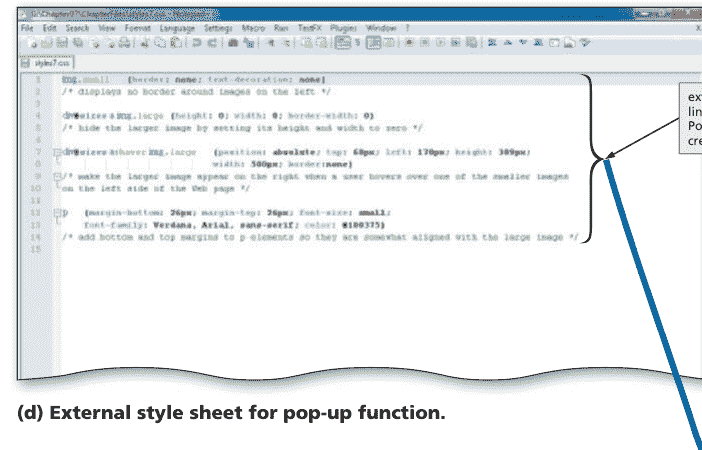 G:\Chapter07\Chapter
File Edit Search View Format Language Settings Macro Run TextFX Plugins Window ? X
styles7.css
1 img.small {border: none; text-decoration: none}
2 /* displays no border around images on the left */
3
4 img.large {height: 0; width: 0; border-width: 0}
5 /* hide the larger image by setting its height and width to zero */
6
7 a:hover img.large {position: absolute; top: 68px; left: 170px; height: 309px;
8 width: 500px; border:none}
9 /* make the larger image appear on the right when a user hovers over one of the smaller images
10 on the left side of the Web page */
11
12 p {margin-bottom: 26px; margin-top: 26px; font-size: small;
13 font-family: Verdana, Arial, sans-serif; color: #100375}
14 /* add bottom and top margins to p elements so they are somewhat aligned with the large image */
15
ex
lin
Po
cre
(d) External style sheet for pop-up function.